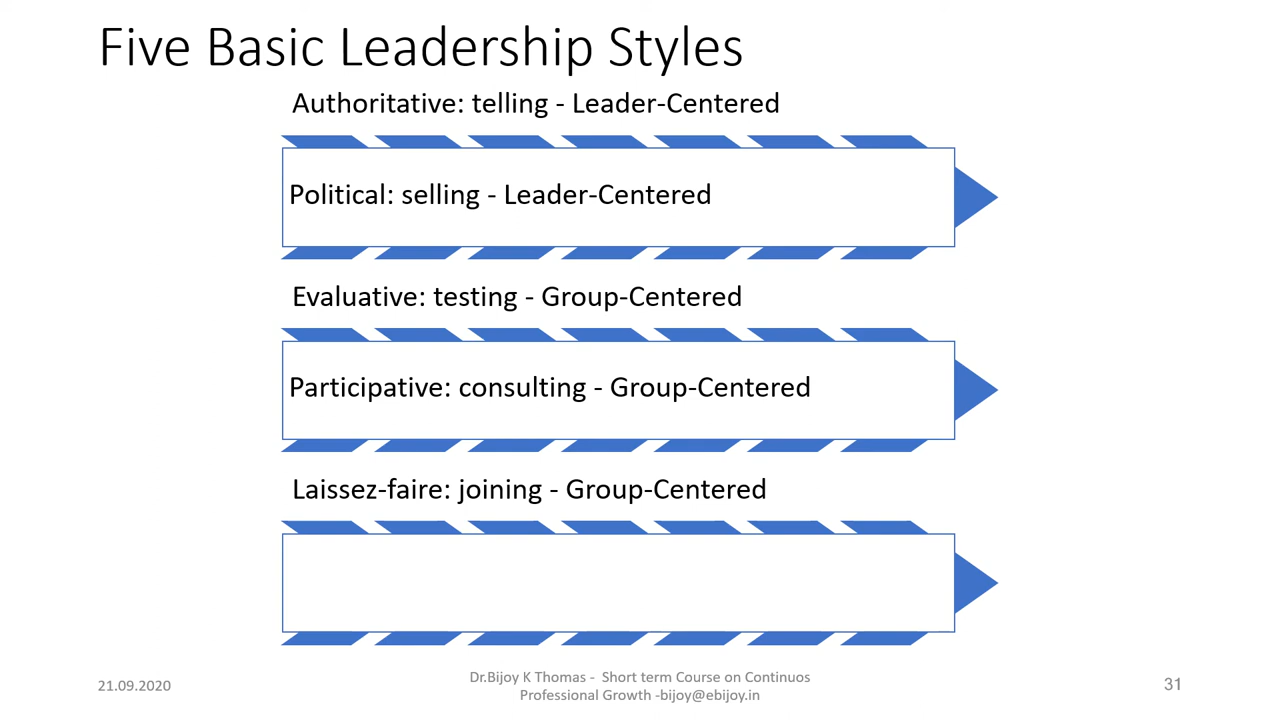 Five Basic Leadership Styles
Authoritative: telling - Leader-Centered
Political: selling - Leader-Centered
Evaluative: testing - Group-Centered
Participative: consulting - Group-Centered
Laissez-faire: joining - Group-Centered
21.09.2020
Dr.Bijoy K Thomas - Short term Course on Continuos
Professional Growth -bijoy@ebijoy.in
31